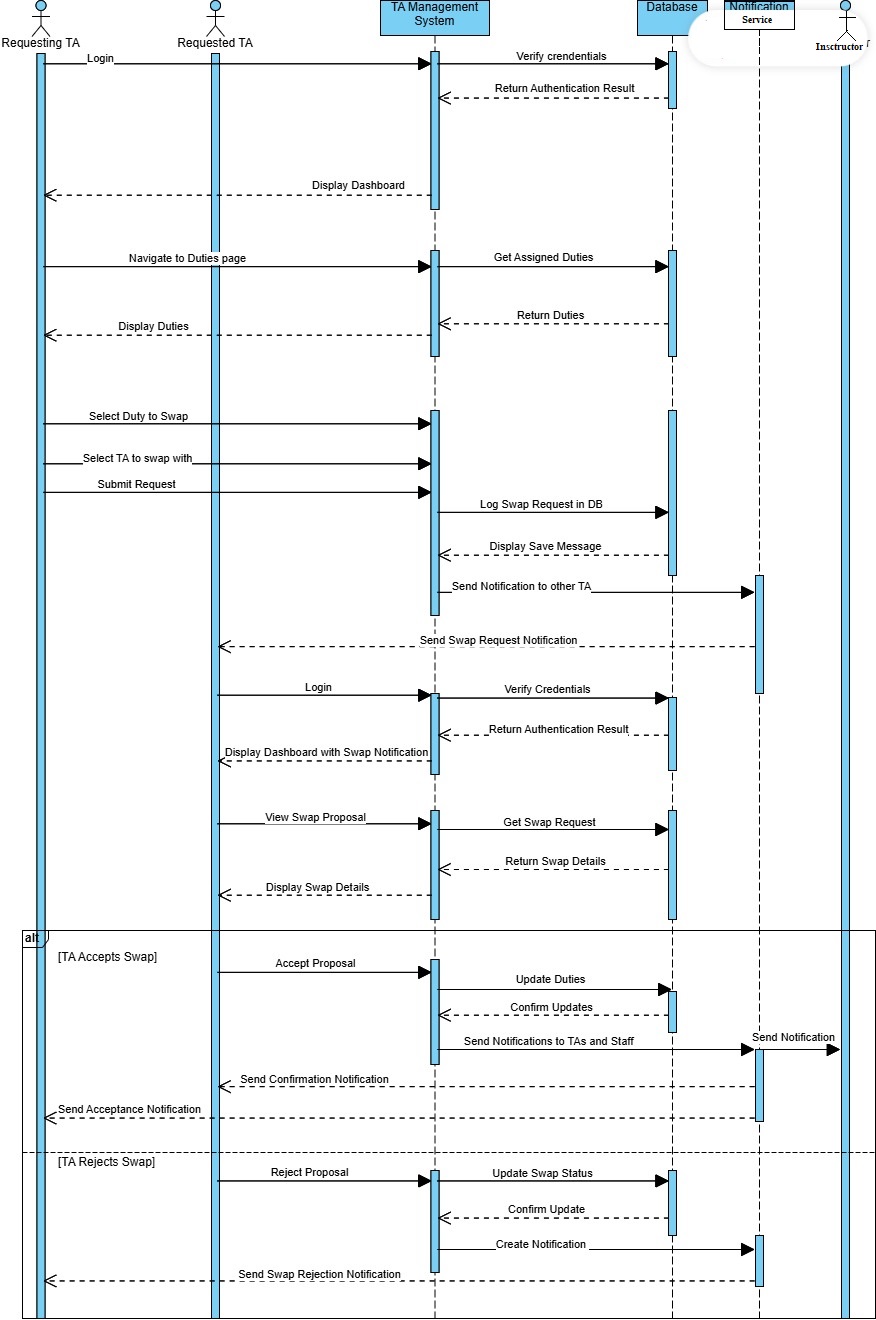 TA Management
System
Database
Notification
Service
Requesting TA
Requested TA
Insctructor
Login
Verify crendentials
Return Authentication Result
Display Dashboard
Navigate to Duties page
Get Assigned Duties
Return Duties
Display Duties
Select Duty to Swap
Select TA to swap with
Submit Request
Log Swap Request in DB
Display Save Message
Send Notification to other TA
Send Swap Request Notification
Login
Verify Credentials
Return Authentication Result
Display Dashboard with Swap Notification
View Swap Proposal
Get Swap Request
Return Swap Details
Display Swap Details
alt
[TA Accepts Swap]
Accept Proposal
Update Duties
Confirm Updates
Send Notifications to TAs and Staff
Send Notification
Send Confirmation Notification
Send Acceptance Notification
[TA Rejects Swap]
Reject Proposal
Update Swap Status
Confirm Update
Create Notification
Send Swap Rejection Notification